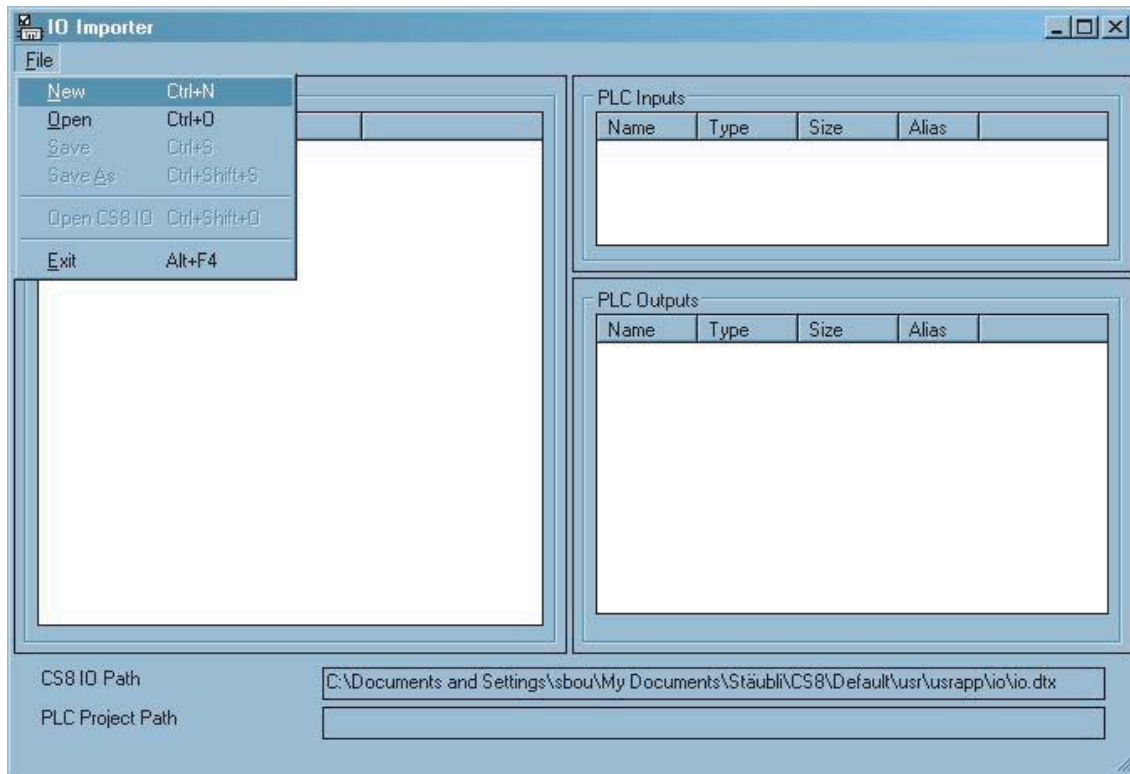 IO Importer
File
New Ctrl+N
Open Ctrl+O
Save Ctrl+S
Save As Ctrl+Shift+S
Open CS8 IO Ctrl+Shift+O
Exit Alt+F4
PLC Inputs
Name Type Size Alias
PLC Outputs
Name Type Size Alias
CS8 IO Path C:\Documents and Settings\sbou\My Documents\Stäubli\CS8\Default\usr\usrapp\io\io.dtx
PLC Project Path